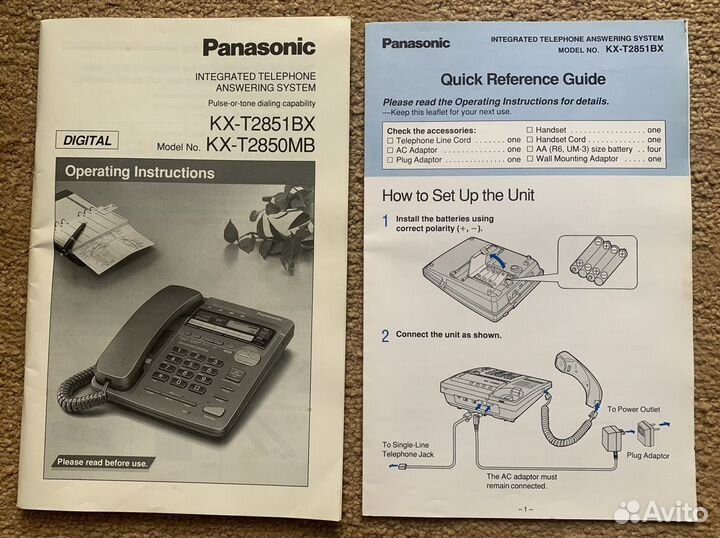 Panasonic
INTEGRATED TELEPHONE
ANSWERING SYSTEM
Pulse-or-tone dialing capability
KX-T2851BX
DIGITAL
Model No. KX-T2850MB
Operating Instructions
Panasonic
Please read before use.
Panasonic
INTEGRATED TELEPHONE ANSWERING SYSTEM
MODEL NO. KX-T2851BX
Quick Reference Guide
Please read the Operating Instructions for details.
—Keep this leaflet for your next use.
Check the accessories:
□ Telephone Line Cord . . . . . . . one
□ AC Adaptor . . . . . . . . . . . . . . one
□ Plug Adaptor . . . . . . . . . . . . . one
□ Handset . . . . . . . . . . . . . . . . . one
□ Handset Cord . . . . . . . . . . . . one
□ AA (R6, UM-3) size battery . . four
□ Wall Mounting Adaptor . . . . . one
How to Set Up the Unit
1 Install the batteries using
correct polarity (+, −).
2 Connect the unit as shown.
To Power Outlet
Plug Adaptor
To Single-Line
Telephone Jack
The AC adaptor must
remain connected.
– 1 –
Avito